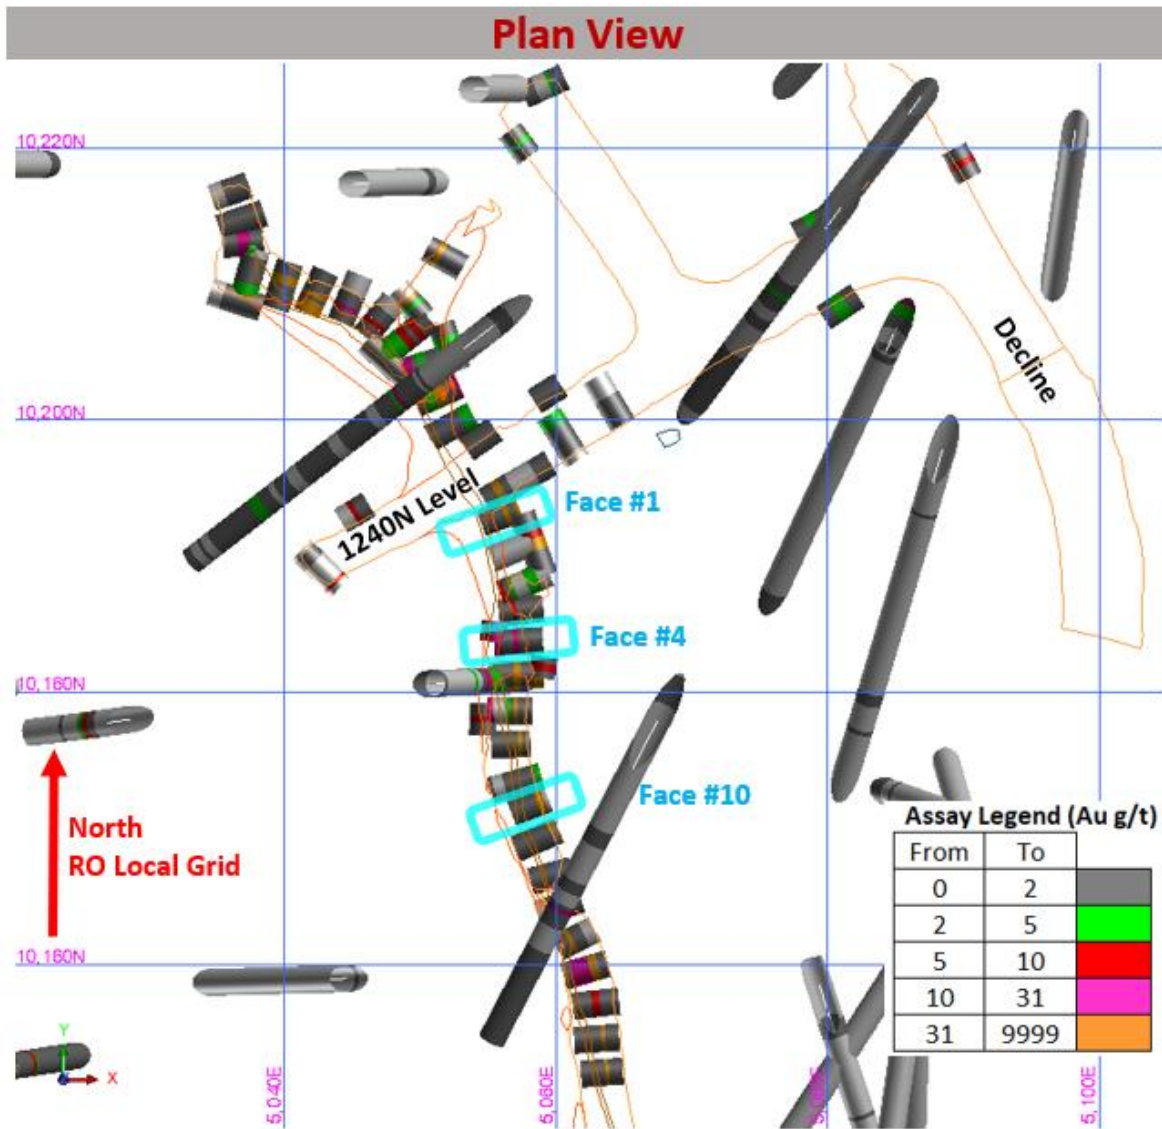 Plan View
10,220N
Decline
10,200N
1240N Level
Face #1
Face #4
10,160N
North
RO Local Grid
Face #10
Assay Legend (Au g/t)
From To
0 2
2 5
5 10
10 31
31 9999
10,160N
Y
X
5,040E
5,060E
5,100E